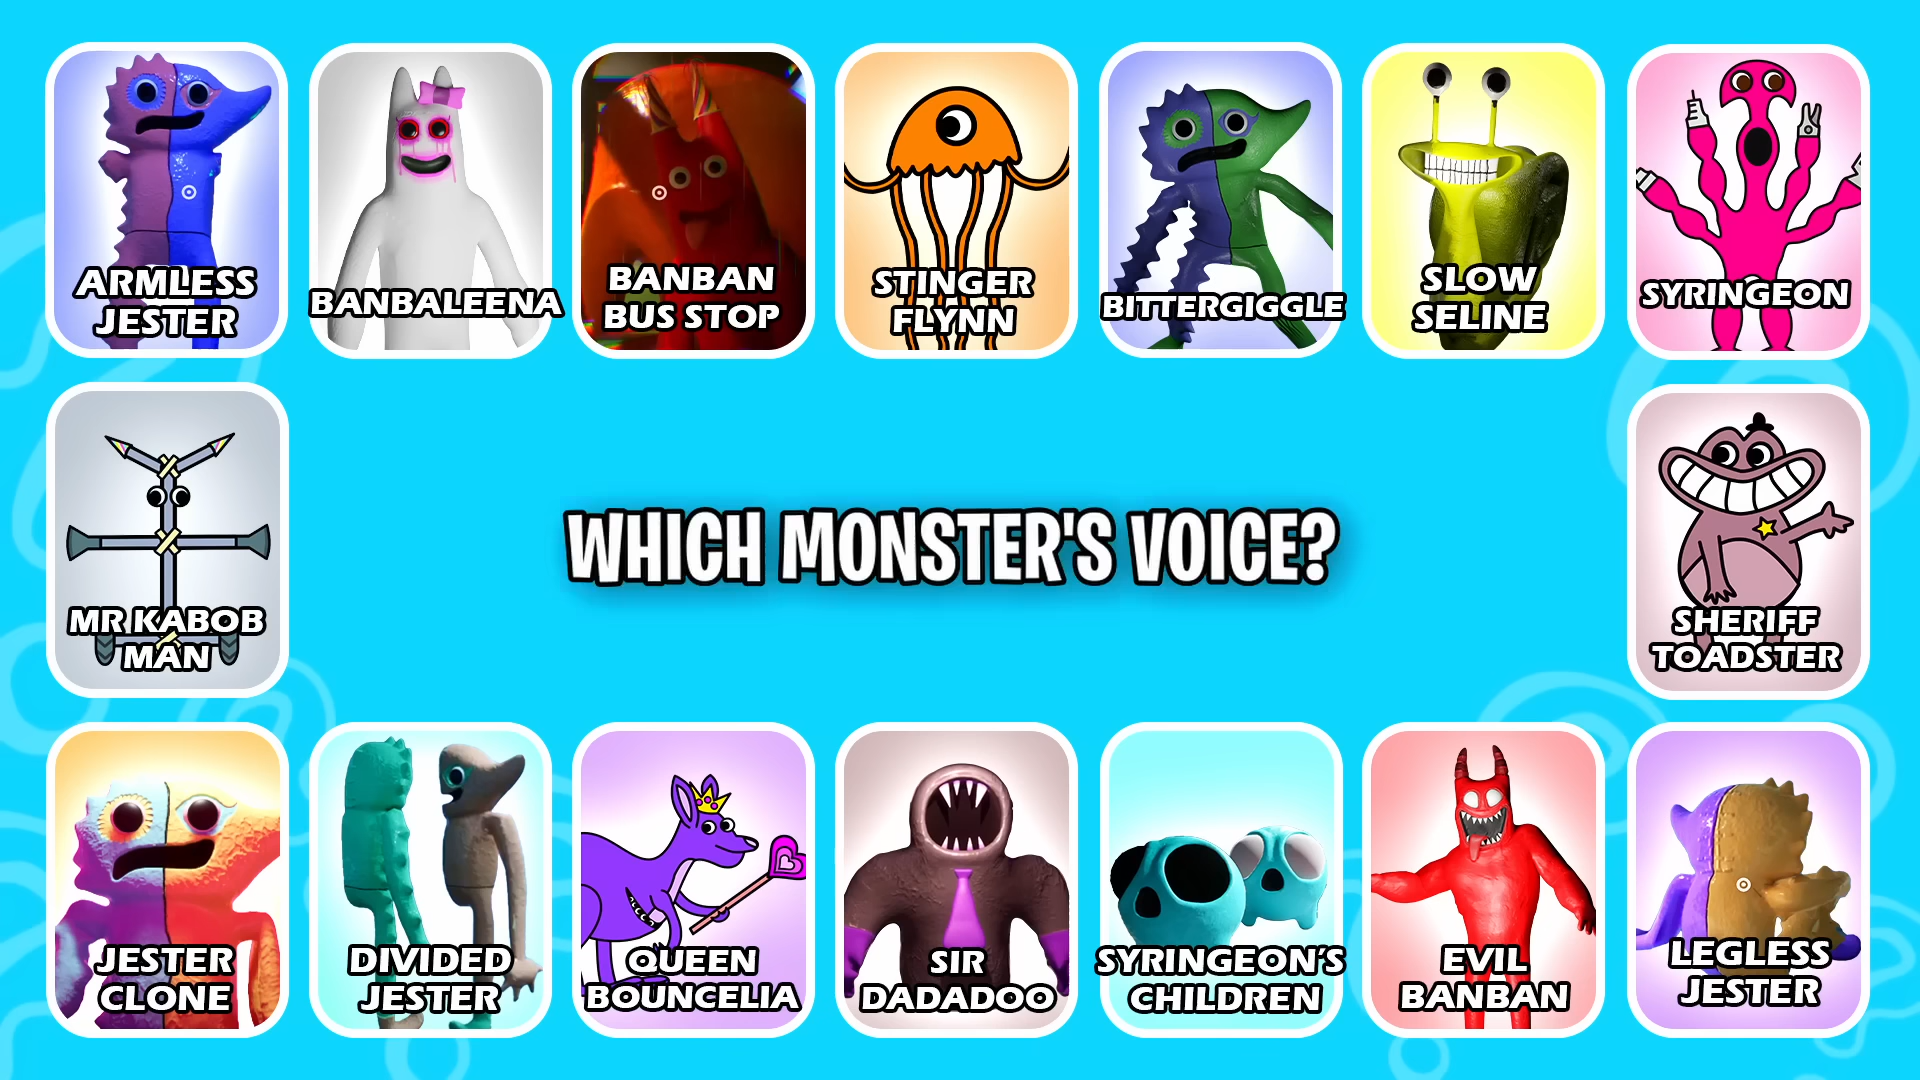 ARMLESS
JESTER
BANBALEENA
BANBAN
BUS STOP
STINGER
FLYNN
BITTERGIGGLE
SLOW
SELINE
SYRINGEON
MR KABOB
MAN
WHICH MONSTER'S VOICE?
SHERIFF
TOADSTER
JESTER
CLONE
DIVIDED
JESTER
QUEEN
BOUNCELIA
SIR
DADADOO
SYRINGEON'S
CHILDREN
EVIL
BANBAN
LEGLESS
JESTER